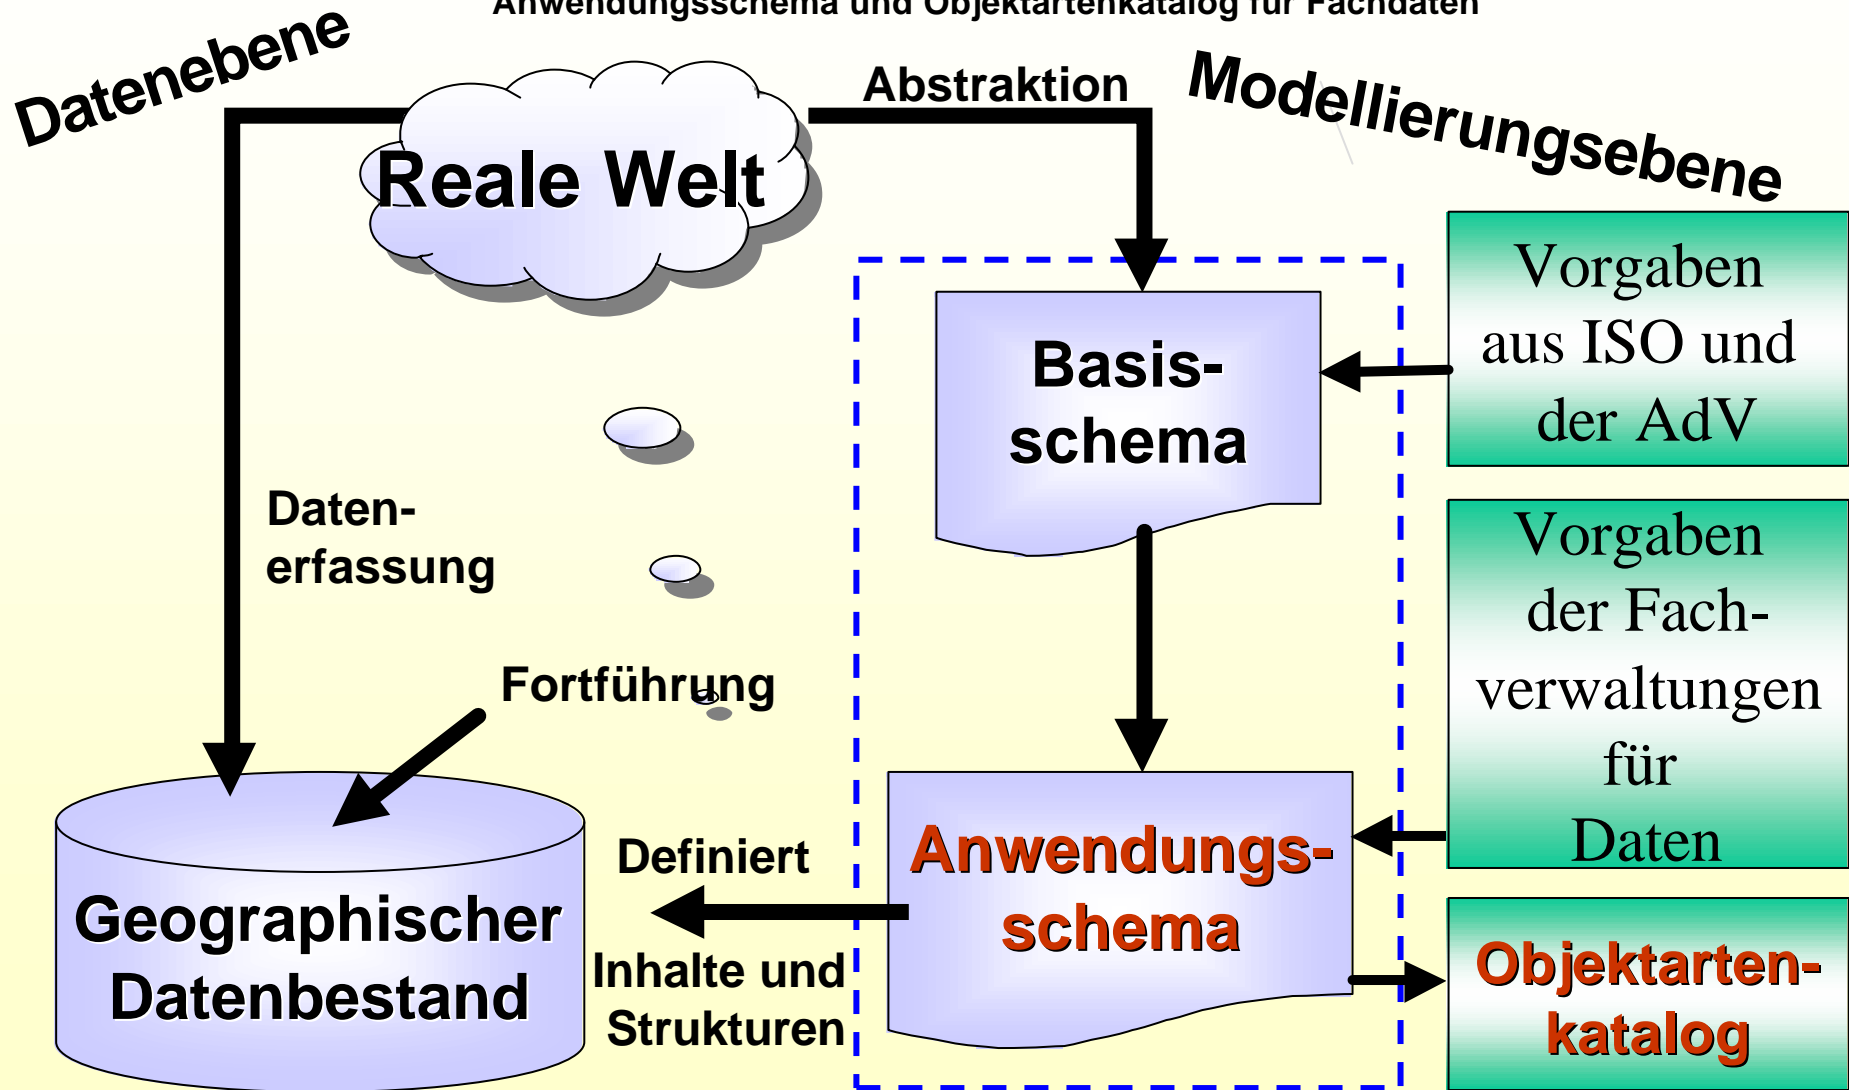 Anwendungsschema und Objektartenkatalog für Fachdaten
Datenebene
Abstraktion
Modellierungsebene
Reale Welt
Vorgaben
aus ISO und
der AdV
Basis-
schema
Daten-
erfassung
Vorgaben
der Fach-
verwaltungen
für
Daten
Fortführung
Definiert
Inhalte und
Strukturen
Anwendungs-
schema
Geographischer
Datenbestand
Objektarten-
katalog